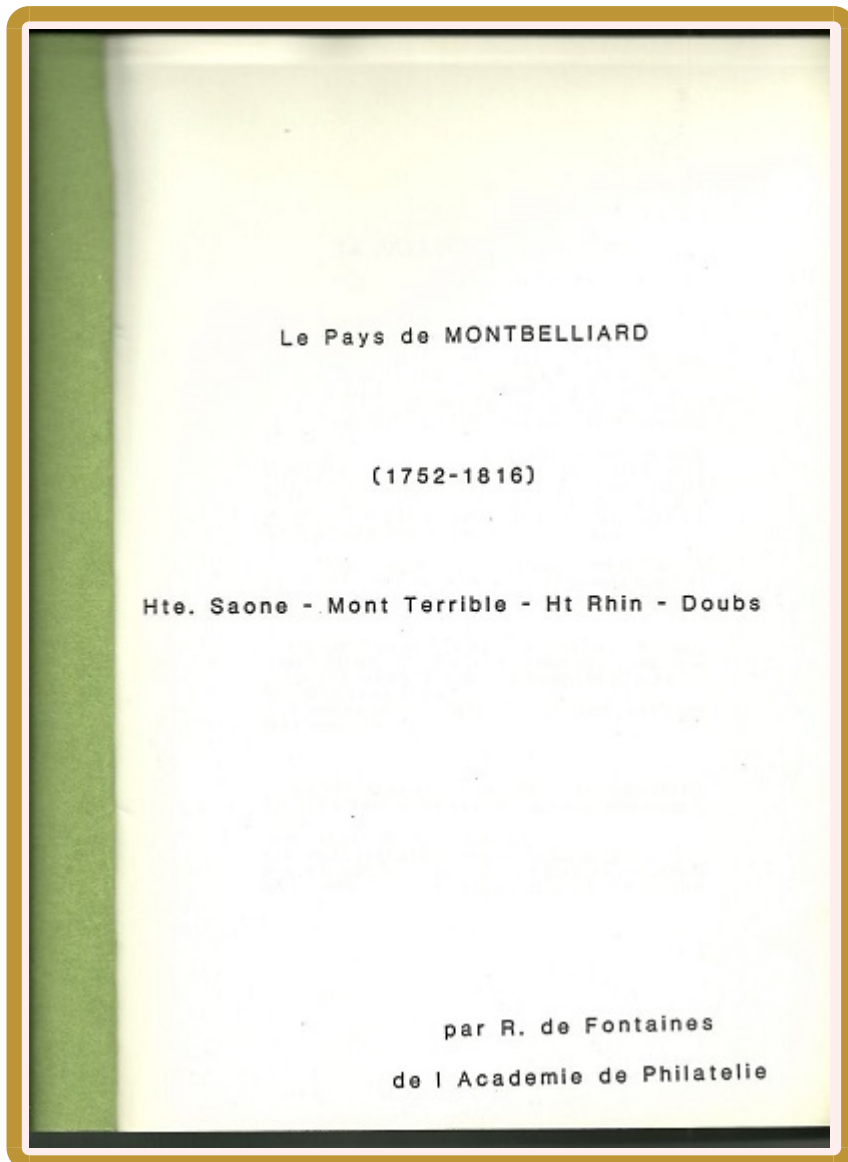 Le Pays de MONTBELLIARD
(1752-1816)
Hte. Saone - Mont Terrible - Ht Rhin - Doubs
par R. de Fontaines
de l Academie de Philatelie